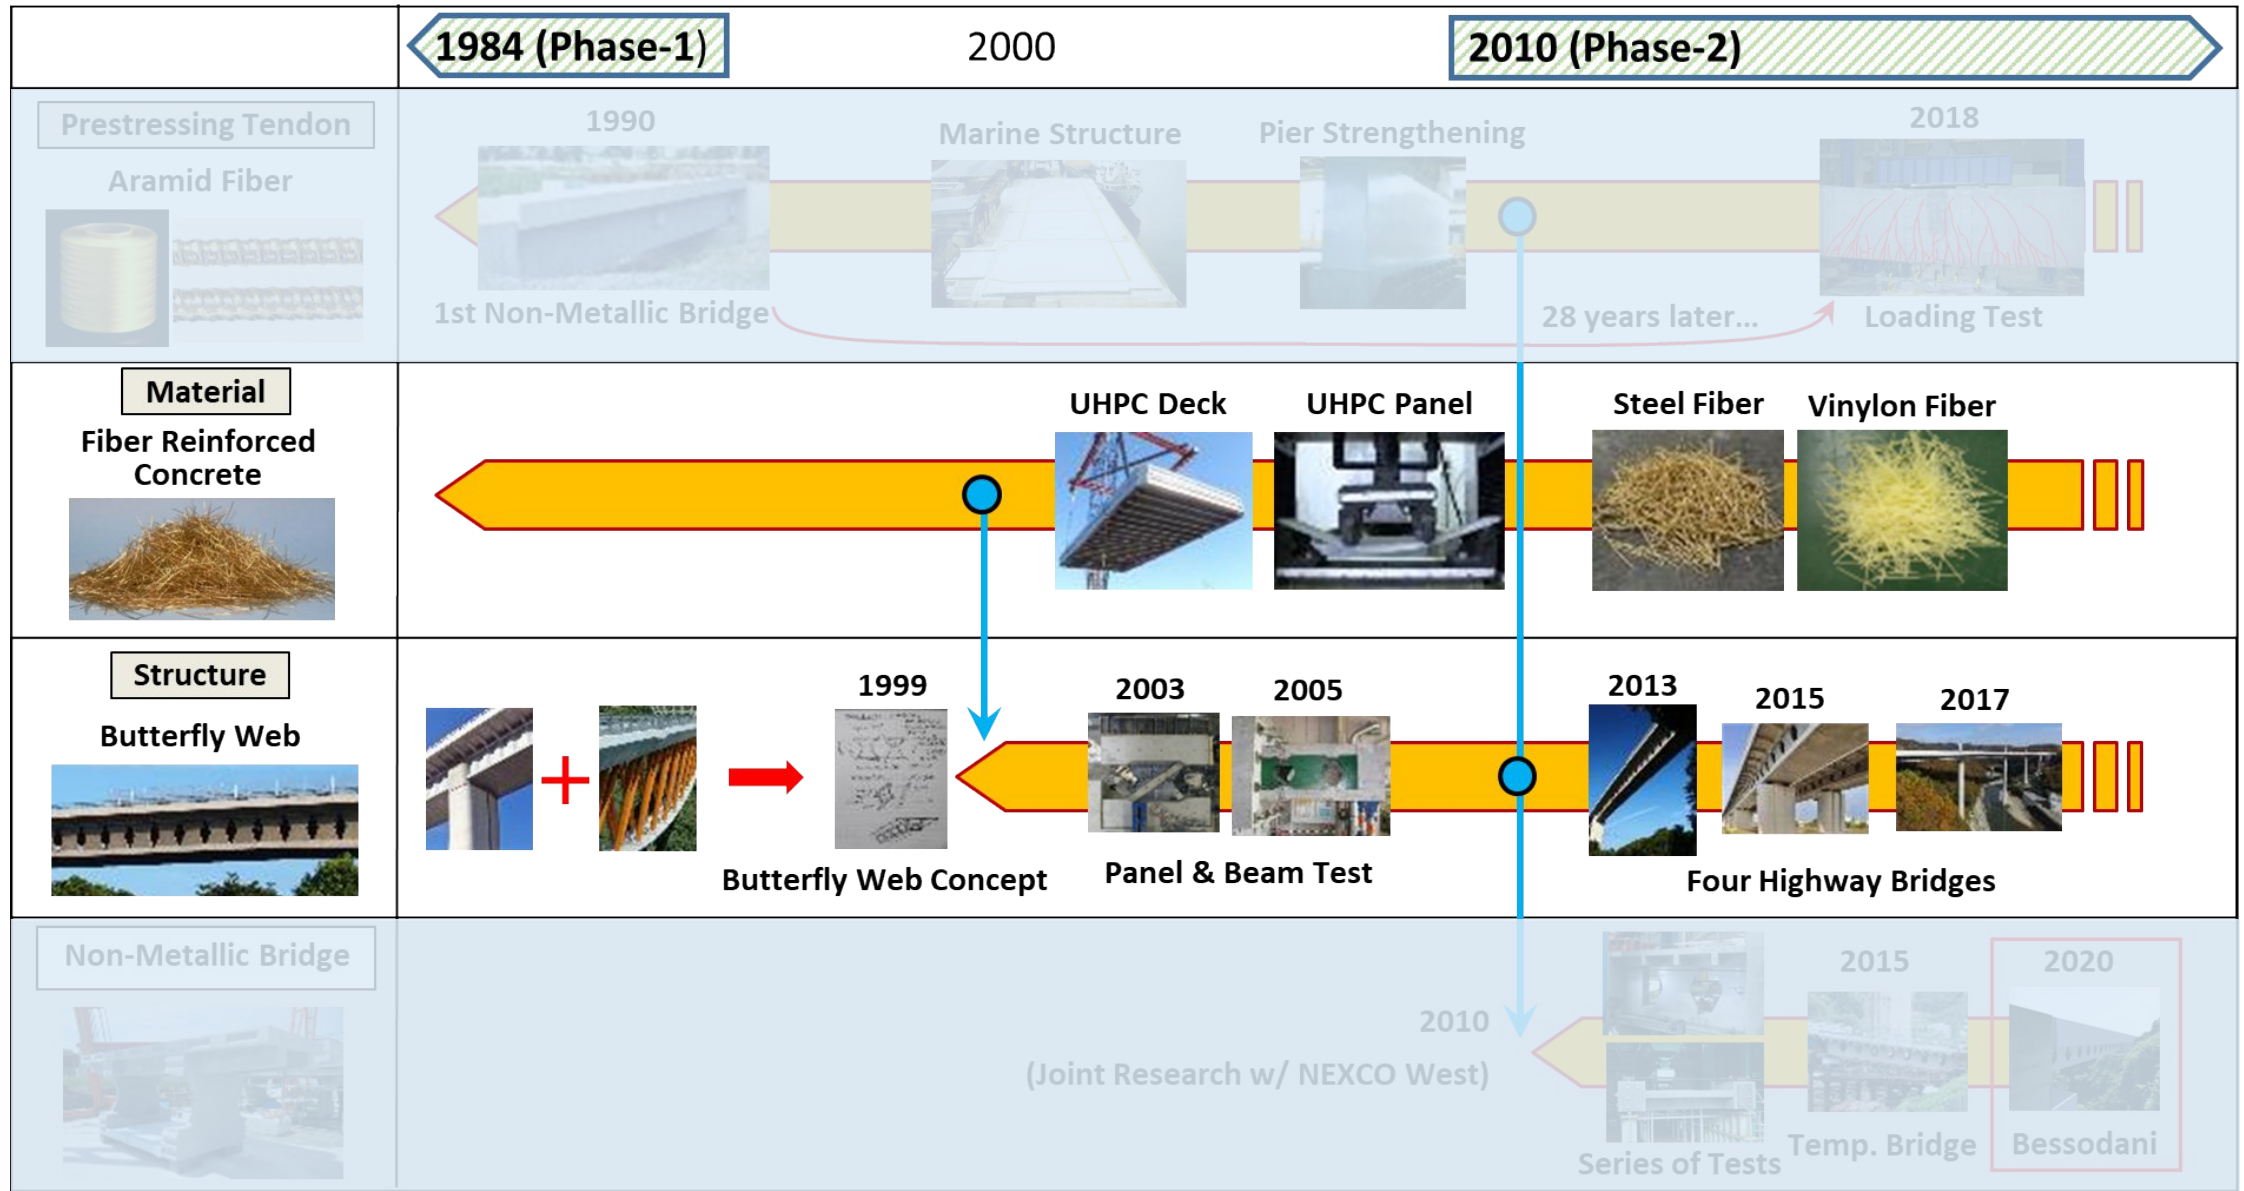 1984 (Phase-1)
2000
2010 (Phase-2)
Prestressing Tendon
Aramid Fiber
1990
1st Non-Metallic Bridge
Marine Structure
Pier Strengthening
28 years later...
2018
Loading Test
Material
Fiber Reinforced
Concrete
UHPC Deck
UHPC Panel
Steel Fiber
Vinylon Fiber
Structure
Butterfly Web
1999
Butterfly Web Concept
2003
2005
Panel & Beam Test
2013
2015
2017
Four Highway Bridges
Non-Metallic Bridge
2010
(Joint Research w/ NEXCO West)
Series of Tests
2015
Temp. Bridge
2020
Bessodani